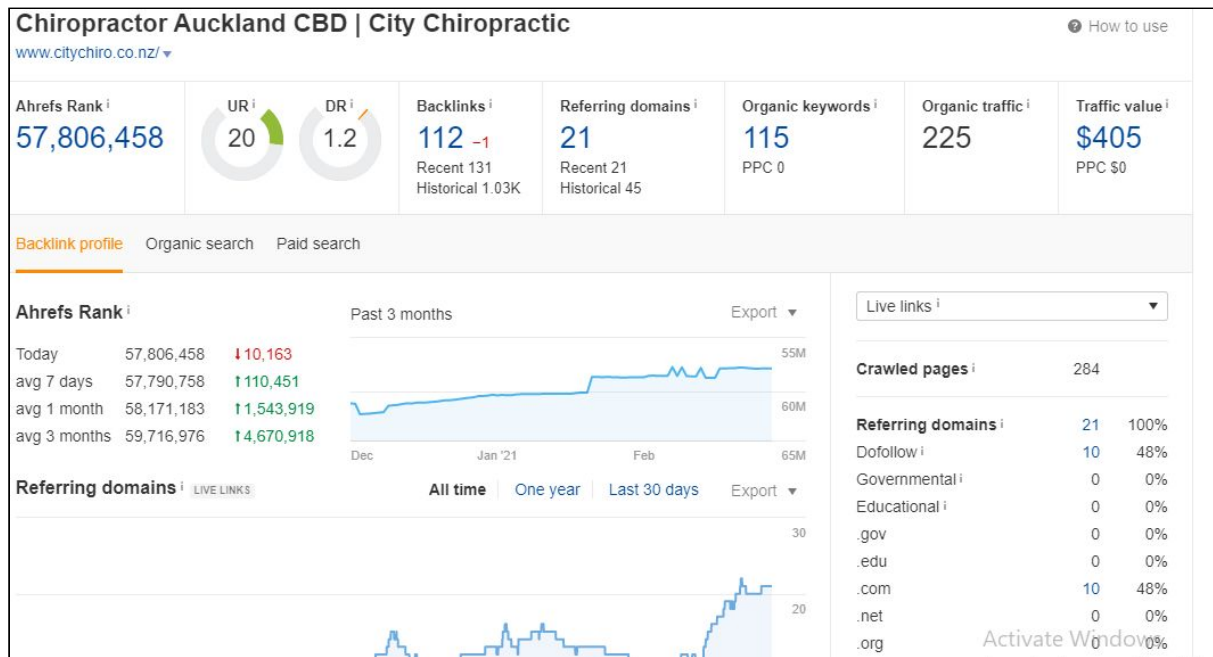 Chiropractor Auckland CBD | City Chiropractic
How to use
www.citychiro.co.nz/
Ahrefs Rank i
57,806,458
UR i
20
DR i
1.2
Backlinks i
112 -1
Recent 131
Historical 1.03K
Referring domains i
21
Recent 21
Historical 45
Organic keywords i
115
PPC 0
Organic traffic i
225
Traffic value i
$405
PPC $0
Backlink profile Organic search Paid search
Ahrefs Rank i
Past 3 months Export
Today 57,806,458 ↓10,163
avg 7 days 57,790,758 ↑110,451
avg 1 month 58,171,183 ↑1,543,919
avg 3 months 59,716,976 ↑4,670,918
55M
60M
65M
Dec Jan '21 Feb
Referring domains i LIVE LINKS
All time One year Last 30 days Export
30
20
Live links i
Crawled pages i 284
Referring domains i 21 100%
Dofollow i 10 48%
Governmental i 0 0%
Educational i 0 0%
.gov 0 0%
.edu 0 0%
.com 10 48%
.net 0 0%
.org 0 0%
Activate Windows